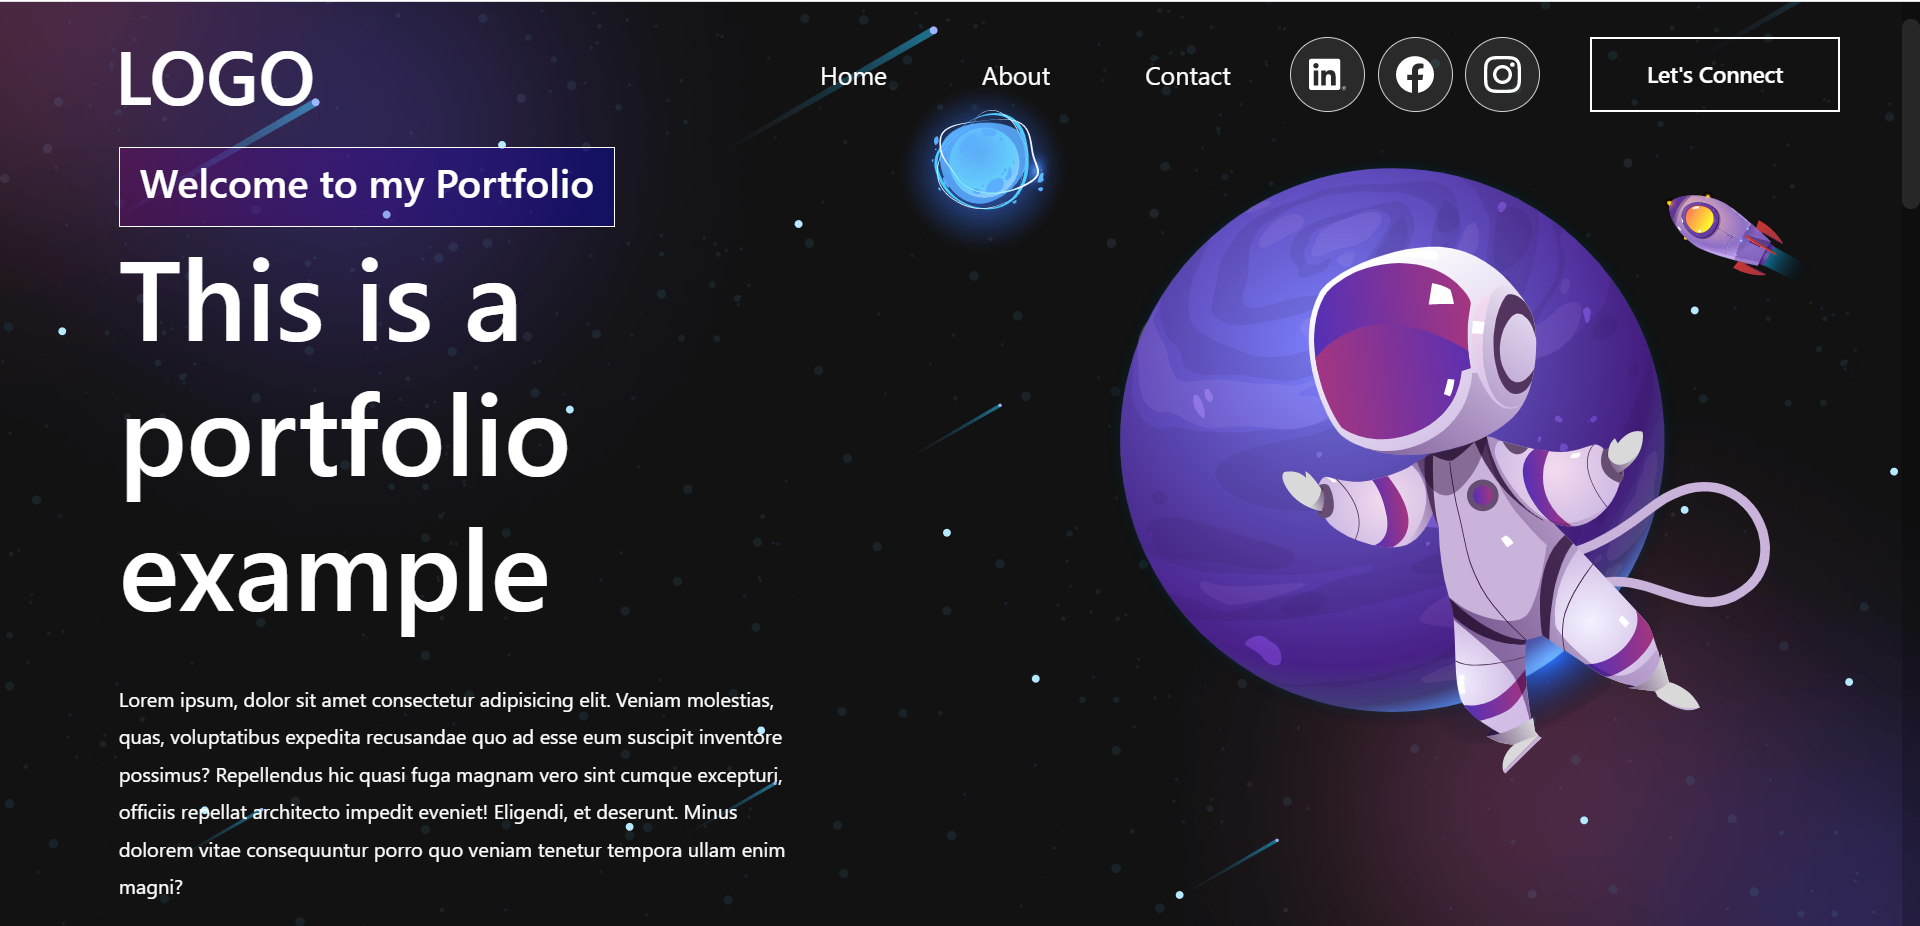 LOGO
Home
About
Contact
in
Let's Connect
Welcome to my Portfolio
This is a
portfolio
example
Lorem ipsum, dolor sit amet consectetur adipisicing elit. Veniam molestias,
quas, voluptatibus expedita recusandae quo ad esse eum suscipit inventore
possimus? Repellendus hic quasi fuga magnam vero sint cumque excepturi,
officiis repellat architecto impedit eveniet! Eligendi, et deserunt. Minus
dolorem vitae consequuntur porro quo veniam tenetur tempora ullam enim
magni?